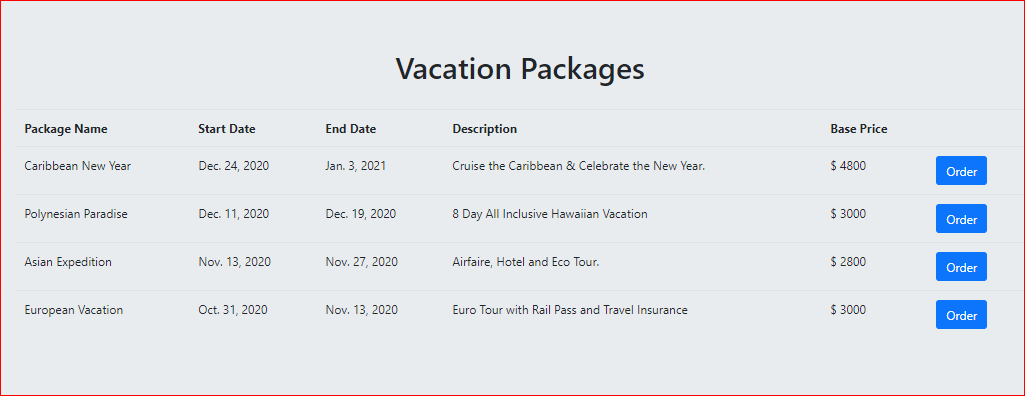 Vacation Packages
Package Name Start Date End Date Description Base Price
Caribbean New Year Dec. 24, 2020 Jan. 3, 2021 Cruise the Caribbean & Celebrate the New Year. $ 4800 Order
Polynesian Paradise Dec. 11, 2020 Dec. 19, 2020 8 Day All Inclusive Hawaiian Vacation $ 3000 Order
Asian Expedition Nov. 13, 2020 Nov. 27, 2020 Airfaire, Hotel and Eco Tour. $ 2800 Order
European Vacation Oct. 31, 2020 Nov. 13, 2020 Euro Tour with Rail Pass and Travel Insurance $ 3000 Order